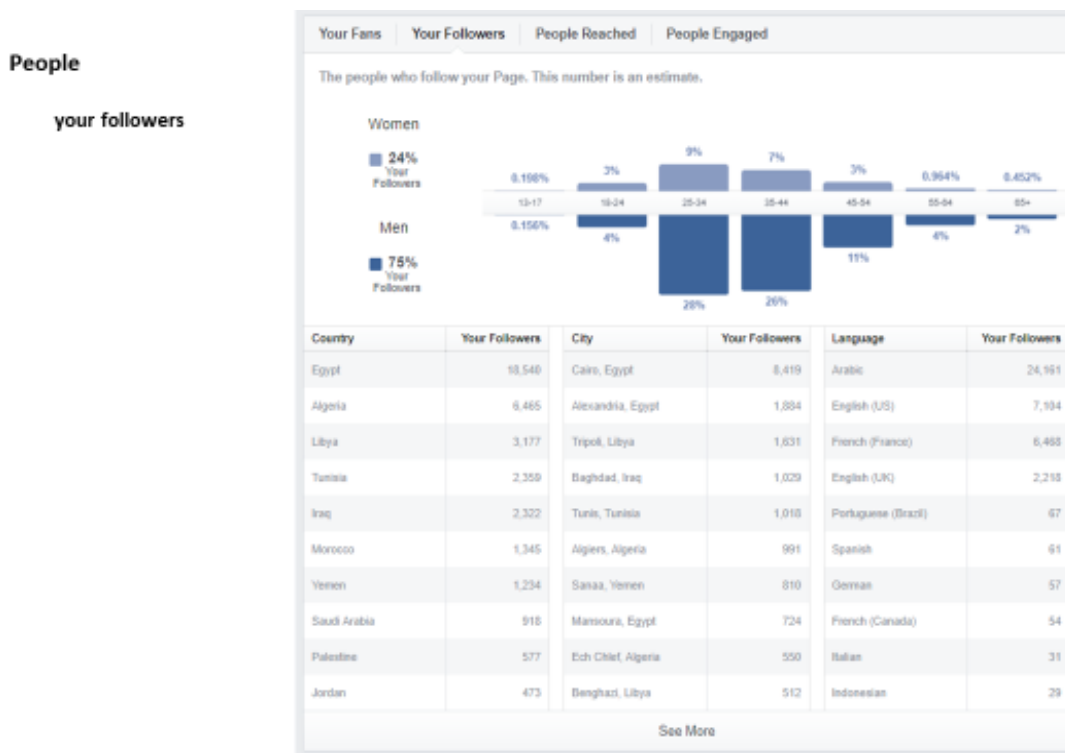 People
your followers
Your Fans Your Followers People Reached People Engaged
The people who follow your Page. This number is an estimate.
Women
24%
Your
Followers
Men
75%
Your
Followers
0.198% 3% 9% 7% 3% 0.964% 0.452%
13-17 18-24 25-34 35-44 45-54 55-64 65+
0.156% 4% 28% 26% 11% 4% 2%
Country Your Followers City Your Followers Language Your Followers
Egypt 18,540 Cairo, Egypt 8,419 Arabic 24,161
Algeria 6,465 Alexandria, Egypt 1,884 English (US) 7,104
Libya 3,177 Tripoli, Libya 1,631 French (France) 6,468
Tunisia 2,359 Baghdad, Iraq 1,029 English (UK) 2,218
Iraq 2,322 Tunis, Tunisia 1,018 Portuguese (Brazil) 67
Morocco 1,345 Algiers, Algeria 991 Spanish 61
Yemen 1,234 Sanaa, Yemen 810 German 57
Saudi Arabia 918 Mansoura, Egypt 724 French (Canada) 54
Palestine 577 Ech Chlef, Algeria 550 Italian 31
Jordan 473 Benghazi, Libya 512 Indonesian 29
See More